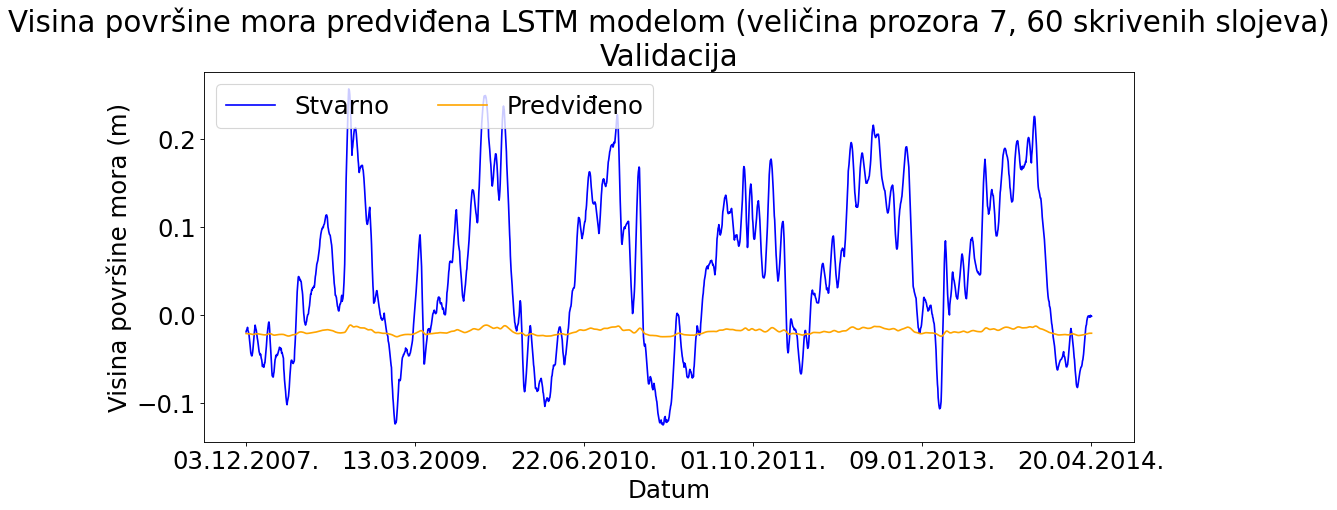 Visina površine mora predviđena LSTM modelom (veličina prozora 7, 60 skrivenih slojeva)
Validacija
Stvarno Predviđeno
Visina površine mora (m)
0.2
0.1
0.0
−0.1
03.12.2007. 13.03.2009. 22.06.2010. 01.10.2011. 09.01.2013. 20.04.2014.
Datum